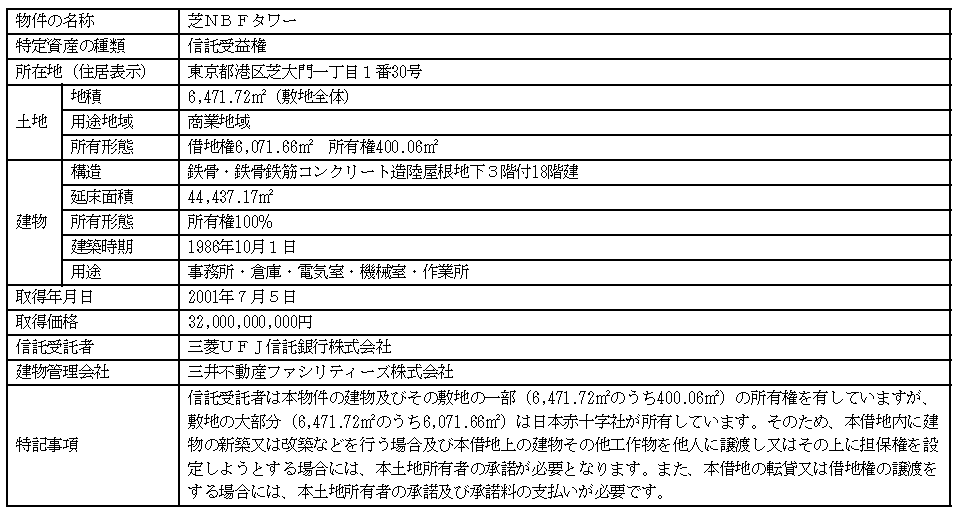 物件の名称 芝ＮＢＦタワー
特定資産の種類 信託受益権
所在地（住居表示） 東京都港区芝大門一丁目１番30号
土地
地積 6,471.72㎡（敷地全体）
用途地域 商業地域
所有形態 借地権6,071.66㎡　所有権400.06㎡
建物
構造 鉄骨・鉄骨鉄筋コンクリート造陸屋根地下３階付18階建
延床面積 44,437.17㎡
所有形態 所有権100%
建築時期 1986年10月１日
用途 事務所・倉庫・電気室・機械室・作業所
取得年月日 2001年７月５日
取得価格 32,000,000,000円
信託受託者 三菱ＵＦＪ信託銀行株式会社
建物管理会社 三井不動産ファシリティーズ株式会社
特記事項
信託受託者は本物件の建物及びその敷地の一部（6,471.72㎡のうち400.06㎡）の所有権を有していますが、
敷地の大部分（6,471.72㎡のうち6,071.66㎡）は日本赤十字社が所有しています。そのため、本借地内に建
物の新築又は改築などを行う場合及び本借地上の建物その他工作物を他人に譲渡し又はその上に担保権を設
定しようとする場合には、本土地所有者の承諾が必要となります。また、本借地の転貸又は借地権の譲渡を
する場合には、本土地所有者の承諾及び承諾料の支払いが必要です。